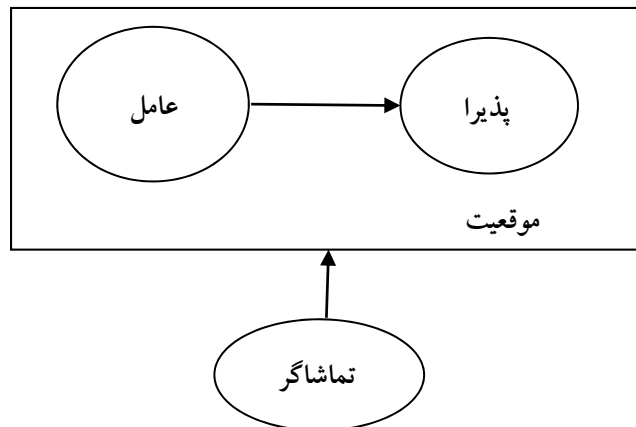 پذیرا
عامل
موقعیت
تماشاگر